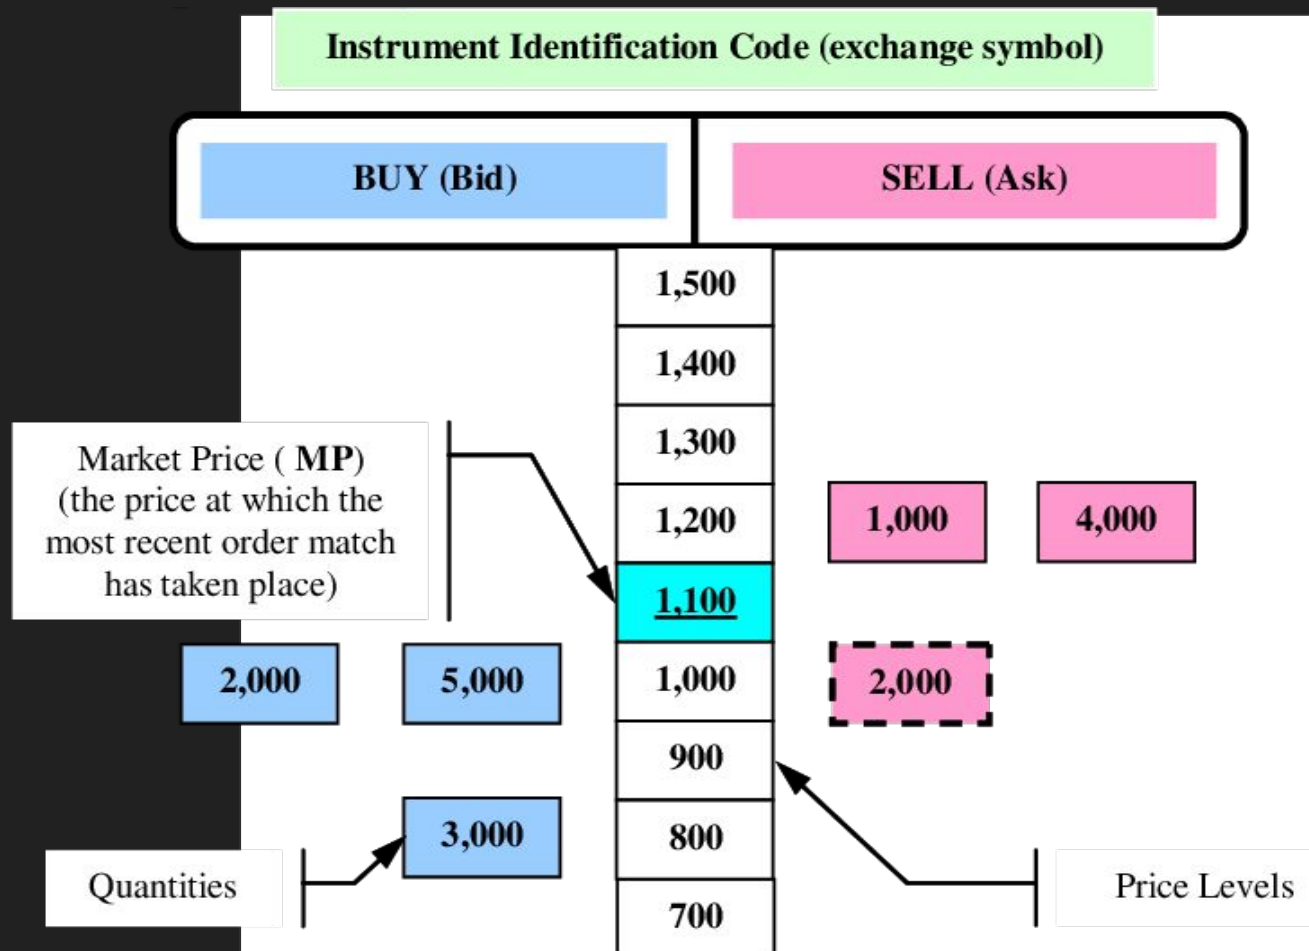 Instrument Identification Code (exchange symbol)
BUY (Bid)
SELL (Ask)
1,500
1,400
1,300
Market Price ( MP)
(the price at which the
most recent order match
has taken place)
1,200
1,000
4,000
1,100
2,000
5,000
1,000
2,000
900
3,000
800
Quantities
Price Levels
700